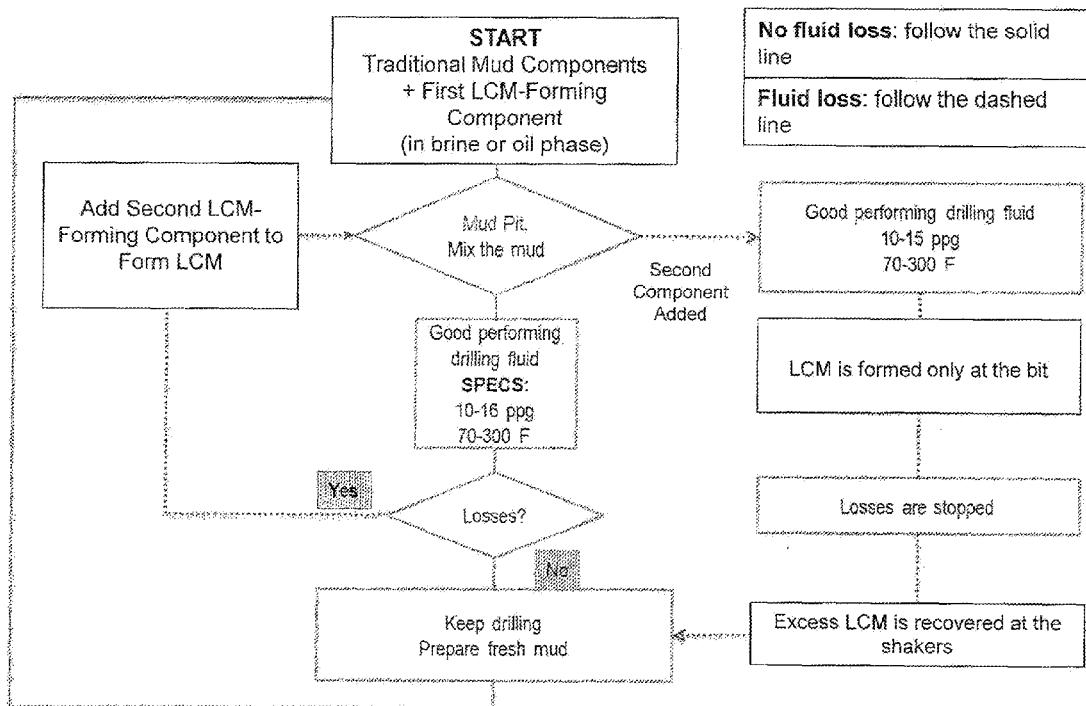 START
Traditional Mud Components
+ First LCM-Forming
Component
(in brine or oil phase)
No fluid loss: follow the solid
line
Fluid loss: follow the dashed
line
Add Second LCM-
Forming Component to
Form LCM
Mud Pit.
Mix the mud
Second
Component
Added
Good performing drilling fluid
10-15 ppg
70-300 F
Good performing
drilling fluid
SPECS:
10-16 ppg
70-300 F
LCM is formed only at the bit
Yes
Losses?
Losses are stopped
No
Keep drilling
Prepare fresh mud
Excess LCM is recovered at the
shakers